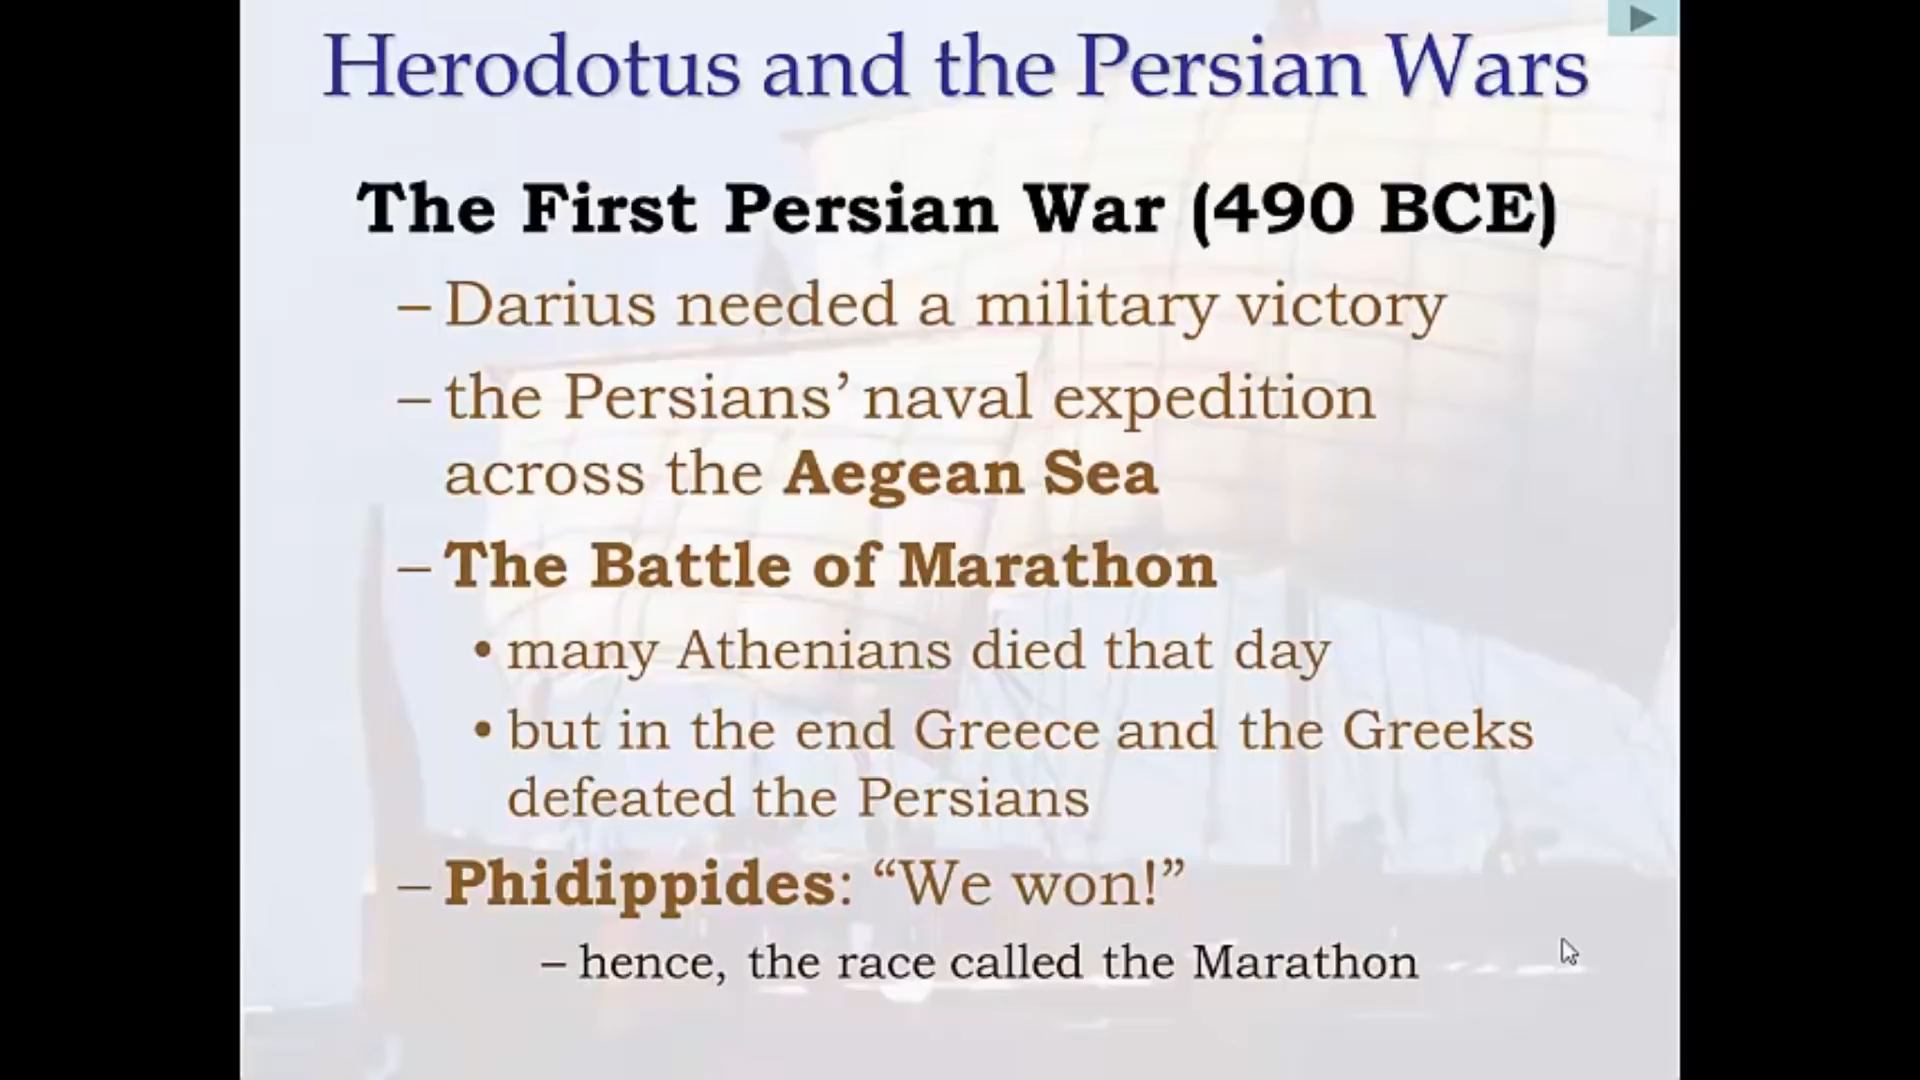 Herodotus and the Persian Wars
The First Persian War (490 BCE)
– Darius needed a military victory
– the Persians’ naval expedition
across the Aegean Sea
– The Battle of Marathon
• many Athenians died that day
• but in the end Greece and the Greeks
defeated the Persians
– Phidippides: “We won!”
– hence, the race called the Marathon